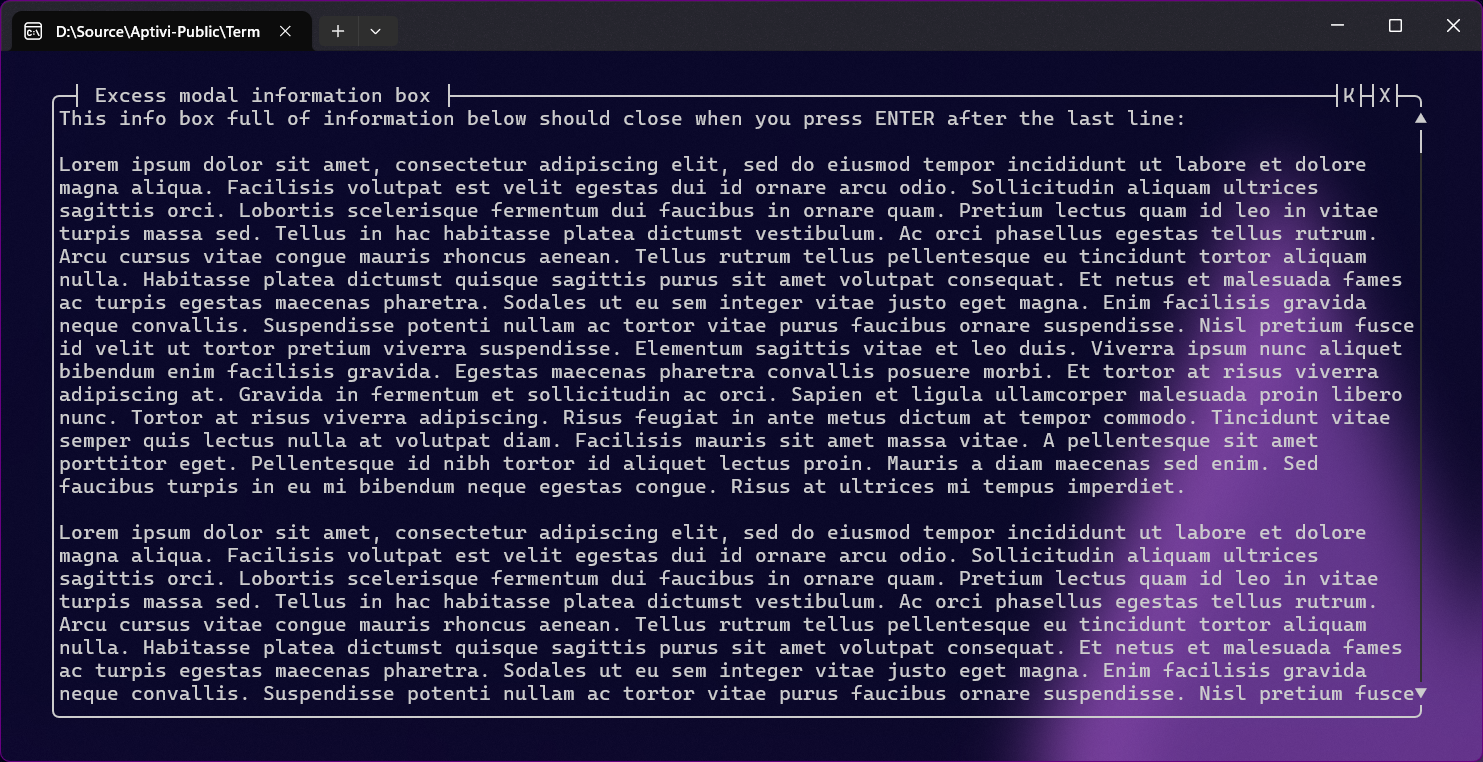 D:\Source\Aptivi-Public\Term
Excess modal information box K X
This info box full of information below should close when you press ENTER after the last line:
Lorem ipsum dolor sit amet, consectetur adipiscing elit, sed do eiusmod tempor incididunt ut labore et dolore
magna aliqua. Facilisis volutpat est velit egestas dui id ornare arcu odio. Sollicitudin aliquam ultrices
sagittis orci. Lobortis scelerisque fermentum dui faucibus in ornare quam. Pretium lectus quam id leo in vitae
turpis massa sed. Tellus in hac habitasse platea dictumst vestibulum. Ac orci phasellus egestas tellus rutrum.
Arcu cursus vitae congue mauris rhoncus aenean. Tellus rutrum tellus pellentesque eu tincidunt tortor aliquam
nulla. Habitasse platea dictumst quisque sagittis purus sit amet volutpat consequat. Et netus et malesuada fames
ac turpis egestas maecenas pharetra. Sodales ut eu sem integer vitae justo eget magna. Enim facilisis gravida
neque convallis. Suspendisse potenti nullam ac tortor vitae purus faucibus ornare suspendisse. Nisl pretium fusce
id velit ut tortor pretium viverra suspendisse. Elementum sagittis vitae et leo duis. Viverra ipsum nunc aliquet
bibendum enim facilisis gravida. Egestas maecenas pharetra convallis posuere morbi. Et tortor at risus viverra
adipiscing at. Gravida in fermentum et sollicitudin ac orci. Sapien et ligula ullamcorper malesuada proin libero
nunc. Tortor at risus viverra adipiscing. Risus feugiat in ante metus dictum at tempor commodo. Tincidunt vitae
semper quis lectus nulla at volutpat diam. Facilisis mauris sit amet massa vitae. A pellentesque sit amet
porttitor eget. Pellentesque id nibh tortor id aliquet lectus proin. Mauris a diam maecenas sed enim. Sed
faucibus turpis in eu mi bibendum neque egestas congue. Risus at ultrices mi tempus imperdiet.
Lorem ipsum dolor sit amet, consectetur adipiscing elit, sed do eiusmod tempor incididunt ut labore et dolore
magna aliqua. Facilisis volutpat est velit egestas dui id ornare arcu odio. Sollicitudin aliquam ultrices
sagittis orci. Lobortis scelerisque fermentum dui faucibus in ornare quam. Pretium lectus quam id leo in vitae
turpis massa sed. Tellus in hac habitasse platea dictumst vestibulum. Ac orci phasellus egestas tellus rutrum.
Arcu cursus vitae congue mauris rhoncus aenean. Tellus rutrum tellus pellentesque eu tincidunt tortor aliquam
nulla. Habitasse platea dictumst quisque sagittis purus sit amet volutpat consequat. Et netus et malesuada fames
ac turpis egestas maecenas pharetra. Sodales ut eu sem integer vitae justo eget magna. Enim facilisis gravida
neque convallis. Suspendisse potenti nullam ac tortor vitae purus faucibus ornare suspendisse. Nisl pretium fusce